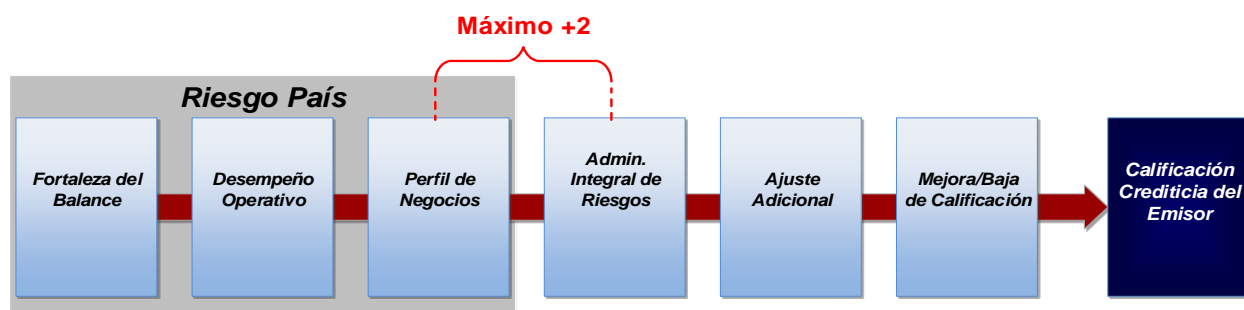 Máximo +2
Riesgo País
Fortaleza del
Balance
Desempeño
Operativo
Perfil de
Negocios
Admin.
Integral de
Riesgos
Ajuste
Adicional
Mejora/Baja
de Calificación
Calificación
Crediticia del
Emisor